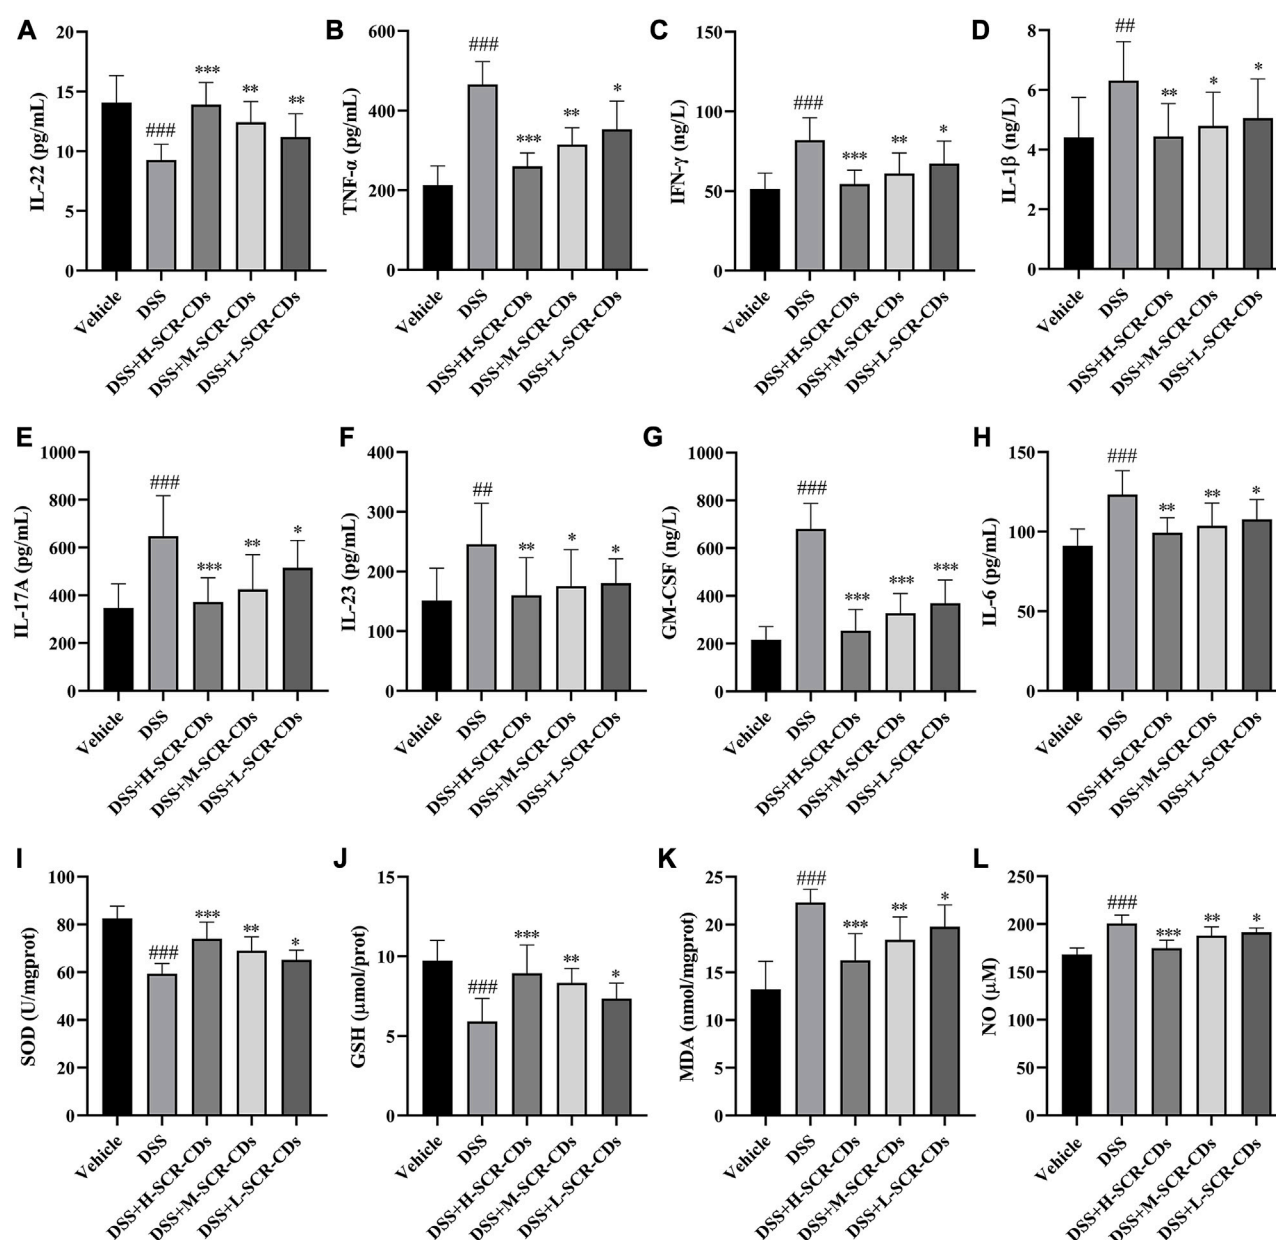 A
IL-22 (pg/mL)
20
15
10
5
0
###
***
**
**
Vehicle
DSS
DSS+H-SCR-CDs
DSS+M-SCR-CDs
DSS+L-SCR-CDs
B
TNF-α (pg/mL)
600
400
200
0
###
***
**
*
Vehicle
DSS
DSS+H-SCR-CDs
DSS+M-SCR-CDs
DSS+L-SCR-CDs
C
IFN-γ (ng/L)
150
100
50
0
###
***
**
*
Vehicle
DSS
DSS+H-SCR-CDs
DSS+M-SCR-CDs
DSS+L-SCR-CDs
D
IL-1β (ng/L)
8
6
4
2
0
##
**
*
*
Vehicle
DSS
DSS+H-SCR-CDs
DSS+M-SCR-CDs
DSS+L-SCR-CDs
E
IL-17A (pg/mL)
1000
800
600
400
200
0
###
***
**
*
Vehicle
DSS
DSS+H-SCR-CDs
DSS+M-SCR-CDs
DSS+L-SCR-CDs
F
IL-23 (pg/mL)
400
300
200
100
0
##
**
*
*
Vehicle
DSS
DSS+H-SCR-CDs
DSS+M-SCR-CDs
DSS+L-SCR-CDs
G
GM-CSF (ng/L)
1000
800
600
400
200
0
###
***
***
***
Vehicle
DSS
DSS+H-SCR-CDs
DSS+M-SCR-CDs
DSS+L-SCR-CDs
H
IL-6 (pg/mL)
150
100
50
0
###
**
**
*
Vehicle
DSS
DSS+H-SCR-CDs
DSS+M-SCR-CDs
DSS+L-SCR-CDs
I
SOD (U/mgprot)
100
80
60
40
20
0
###
***
**
*
Vehicle
DSS
DSS+H-SCR-CDs
DSS+M-SCR-CDs
DSS+L-SCR-CDs
J
GSH (μmol/prot)
15
10
5
0
###
***
**
*
Vehicle
DSS
DSS+H-SCR-CDs
DSS+M-SCR-CDs
DSS+L-SCR-CDs
K
MDA (nmol/mgprot)
25
20
15
10
5
0
###
***
**
*
Vehicle
DSS
DSS+H-SCR-CDs
DSS+M-SCR-CDs
DSS+L-SCR-CDs
L
NO (μM)
250
200
150
100
50
0
###
***
**
*
Vehicle
DSS
DSS+H-SCR-CDs
DSS+M-SCR-CDs
DSS+L-SCR-CDs